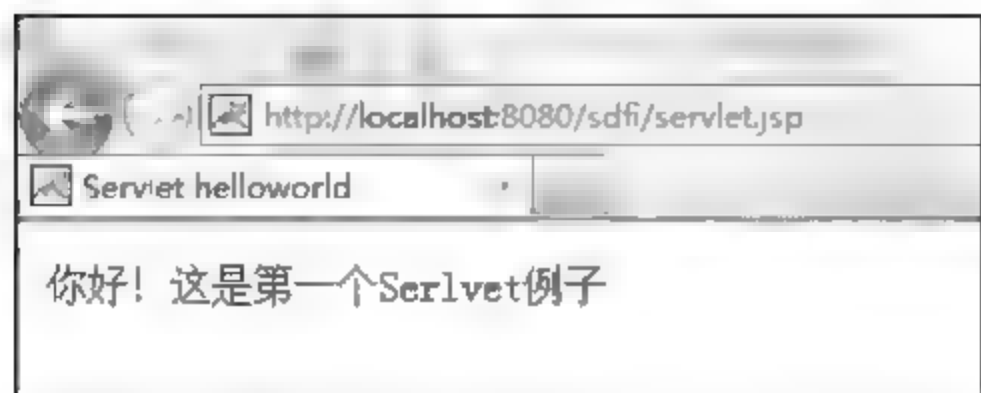 http://localhost:8080/sdfi/servlet.jsp
Servlet helloworld
你好！这是第一个Serlvet例子